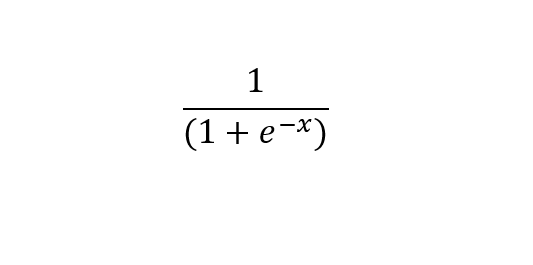 1
(1 + e⁻ˣ)